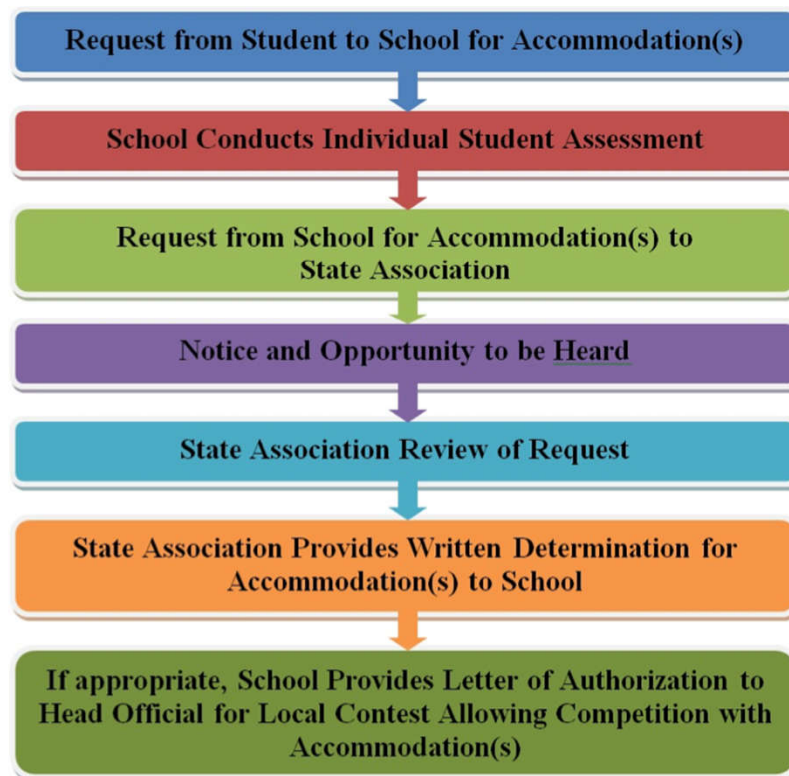 Request from Student to School for Accommodation(s)
School Conducts Individual Student Assessment
Request from School for Accommodation(s) to
State Association
Notice and Opportunity to be Heard
State Association Review of Request
State Association Provides Written Determination for
Accommodation(s) to School
If appropriate, School Provides Letter of Authorization to
Head Official for Local Contest Allowing Competition with
Accommodation(s)